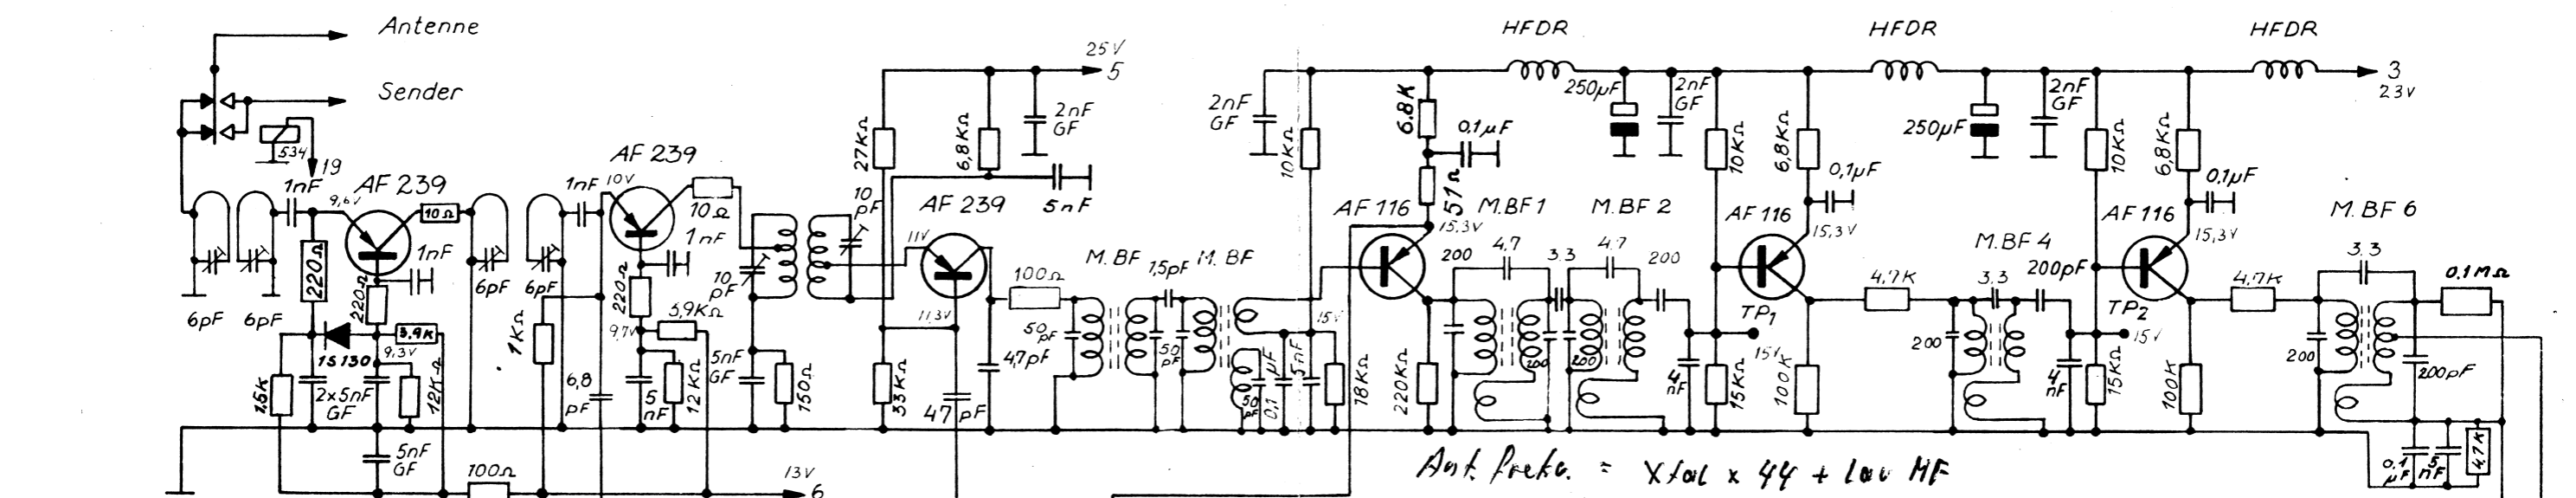 Antenne
Sender
534
19
1nF
9,6V
AF 239
10Ω
220Ω
1nF
6pF
6pF
220Ω
1S130
9,3V
3.9K
1,5K
2x5nF
GF
12KΩ
5nF
GF
100Ω
6pF
6pF
1nF
10V
AF 239
10Ω
1nF
220Ω
3,9KΩ
9,7V
1KΩ
6,8
pF
5
nF
12KΩ
13V
6
10
pF
10
pF
5nF
GF
150Ω
25V
5
27KΩ
6,8KΩ
2nF
GF
5nF
AF 239
11V
11,3V
33KΩ
47pF
100Ω
4,7pF
50
pF
M.BF
1,5pF
M.BF
50
pF
50
pF
0,1µF
5nF
15V
18KΩ
2nF
GF
10KΩ
6.8K
0,1µF
51Ω
AF 116
15,3V
220KΩ
HFDR
250µF
2nF
GF
M.BF 1
M.BF 2
200
4,7
3.3
4,7
200
200
200
4
nF
10KΩ
6,8KΩ
0,1µF
AF 116
15,3V
TP1
15V
15KΩ
100K
HFDR
250µF
2nF
GF
4,7K
M.BF 4
3.3
200pF
200
4
nF
10KΩ
6,8KΩ
0,1µF
AF 116
15,3V
TP2
15V
15KΩ
100K
HFDR
3
23V
4,7K
M.BF 6
3.3
0,1MΩ
200
200pF
0,1
µF
5
nF
4,7K
Ant. frekv. = Xtal x 44 + lav MF